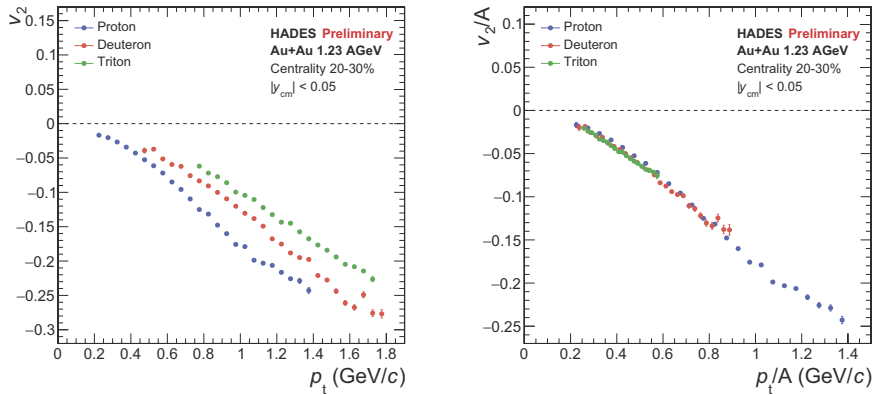 v₂
0.15
0.1
0.05
0
−0.05
−0.1
−0.15
−0.2
−0.25
−0.3
Proton
Deuteron
Triton
HADES Preliminary
Au+Au 1.23 AGeV
Centrality 20-30%
|y_cm| < 0.05
0 0.2 0.4 0.6 0.8 1 1.2 1.4 1.6 1.8
p_t (GeV/c)
v₂/A
0.1
0.05
0
−0.05
−0.1
−0.15
−0.2
−0.25
Proton
Deuteron
Triton
HADES Preliminary
Au+Au 1.23 AGeV
Centrality 20-30%
|y_cm| < 0.05
0 0.2 0.4 0.6 0.8 1 1.2 1.4
p_t/A (GeV/c)